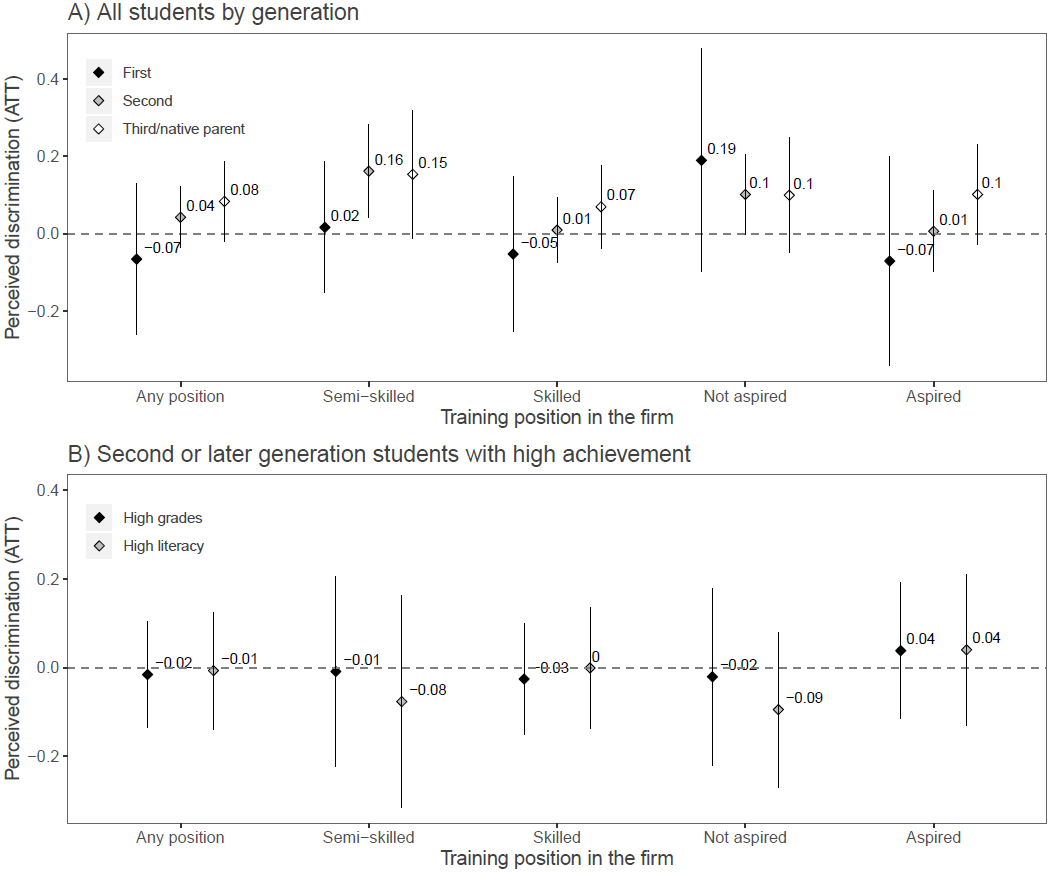 A) All students by generation
Perceived discrimination (ATT)
0.4
0.2
0.0
−0.2
First
Second
Third/native parent
−0.07
0.04
0.08
0.02
0.16
0.15
−0.05
0.01
0.07
0.19
0.1
0.1
−0.07
0.01
0.1
Any position
Semi−skilled
Skilled
Not aspired
Aspired
Training position in the firm
B) Second or later generation students with high achievement
Perceived discrimination (ATT)
0.4
0.2
0.0
−0.2
High grades
High literacy
−0.02
−0.01
−0.01
−0.08
−0.03
0
−0.02
−0.09
0.04
0.04
Any position
Semi−skilled
Skilled
Not aspired
Aspired
Training position in the firm